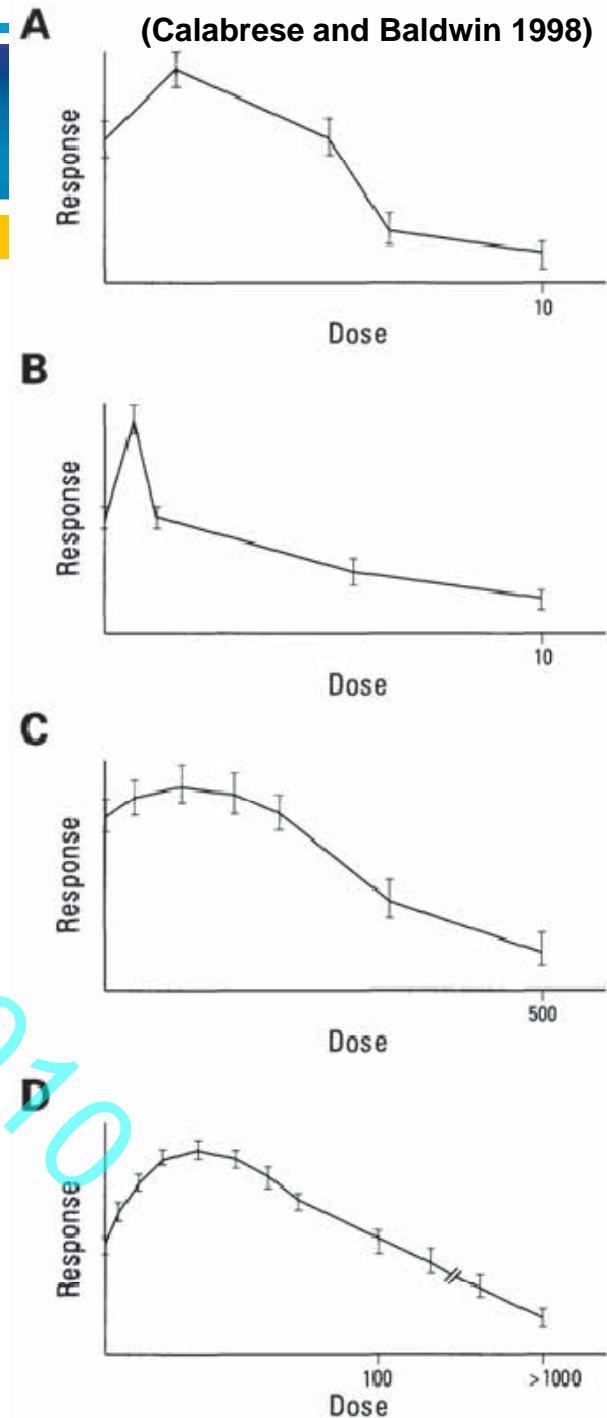 A
(Calabrese and Baldwin 1998)
Response
10
Dose
B
Response
10
Dose
C
Response
500
Dose
D
Response
100 >1000
Dose